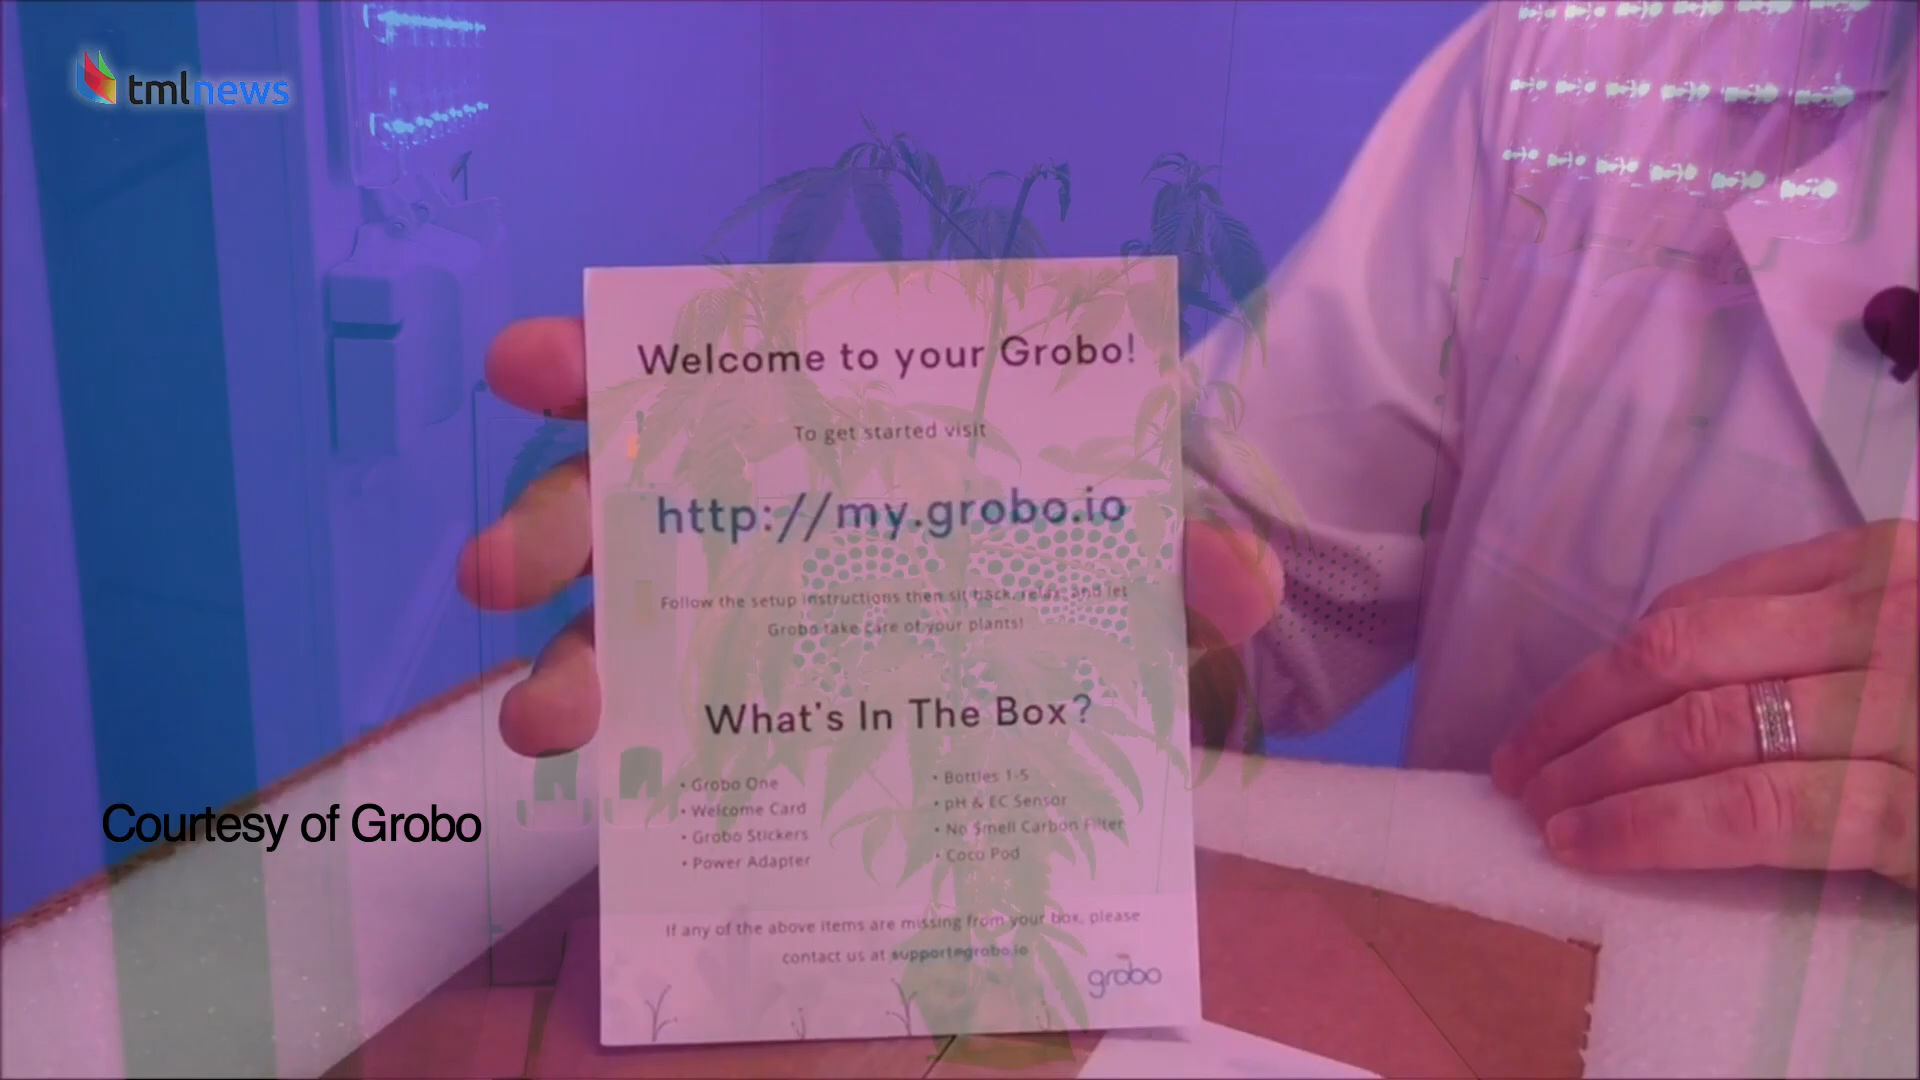 tmlnews
Welcome to your Grobo!
To get started visit
http://my.grobo.io
Follow the setup instructions then sit back, relax, and let
Grobo take care of your plants!
What's In The Box?
• Grobo One
• Welcome Card
• Grobo Stickers
• Power Adapter
• Bottles 1-5
• pH & EC Sensor
• No Smell Carbon Filter
• Coco Pod
If any of the above items are missing from your box, please
contact us at support@grobo.io
grobo
Courtesy of Grobo